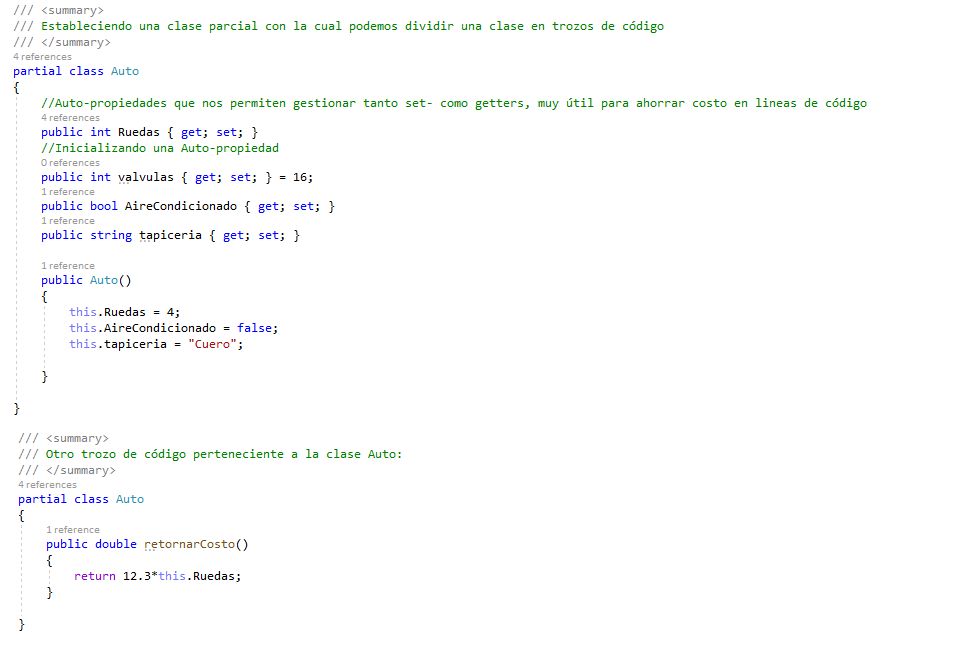 /// <summary>
/// Estableciendo una clase parcial con la cual podemos dividir una clase en trozos de código
/// </summary>
4 references
partial class Auto
{
//Auto-propiedades que nos permiten gestionar tanto set- como getters, muy útil para ahorrar costo en lineas de código
4 references
public int Ruedas { get; set; }
//Inicializando una Auto-propiedad
0 references
public int valvulas { get; set; } = 16;
1 reference
public bool AireCondicionado { get; set; }
1 reference
public string tapiceria { get; set; }
1 reference
public Auto()
{
this.Ruedas = 4;
this.AireCondicionado = false;
this.tapiceria = "Cuero";
}
}
/// <summary>
/// Otro trozo de código perteneciente a la clase Auto:
/// </summary>
4 references
partial class Auto
{
1 reference
public double retornarCosto()
{
return 12.3*this.Ruedas;
}
}